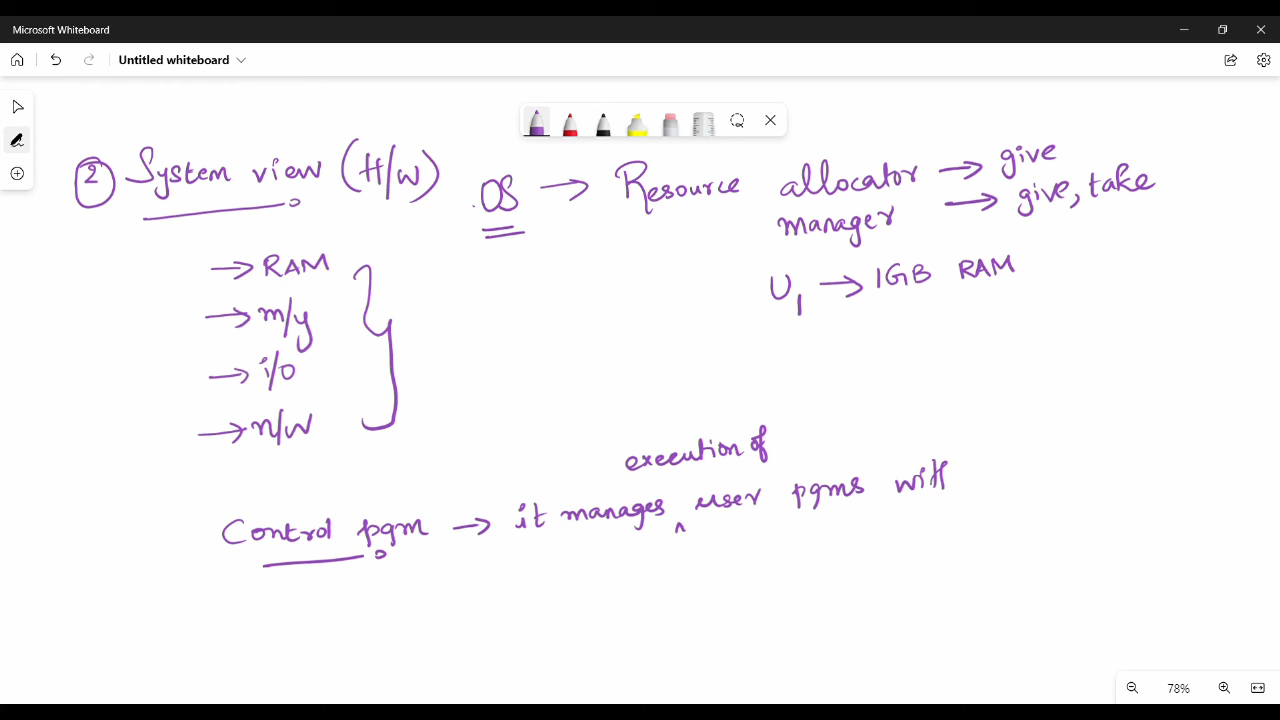 Microsoft Whiteboard
Untitled whiteboard
② System view (H/W) OS → Resource allocator → give
manager → give, take
→ RAM
U1 → 1GB RAM
→ m/y
→ i/o
→ n/w
execution of
Control pgm → it manages ^ user pgms with
78%